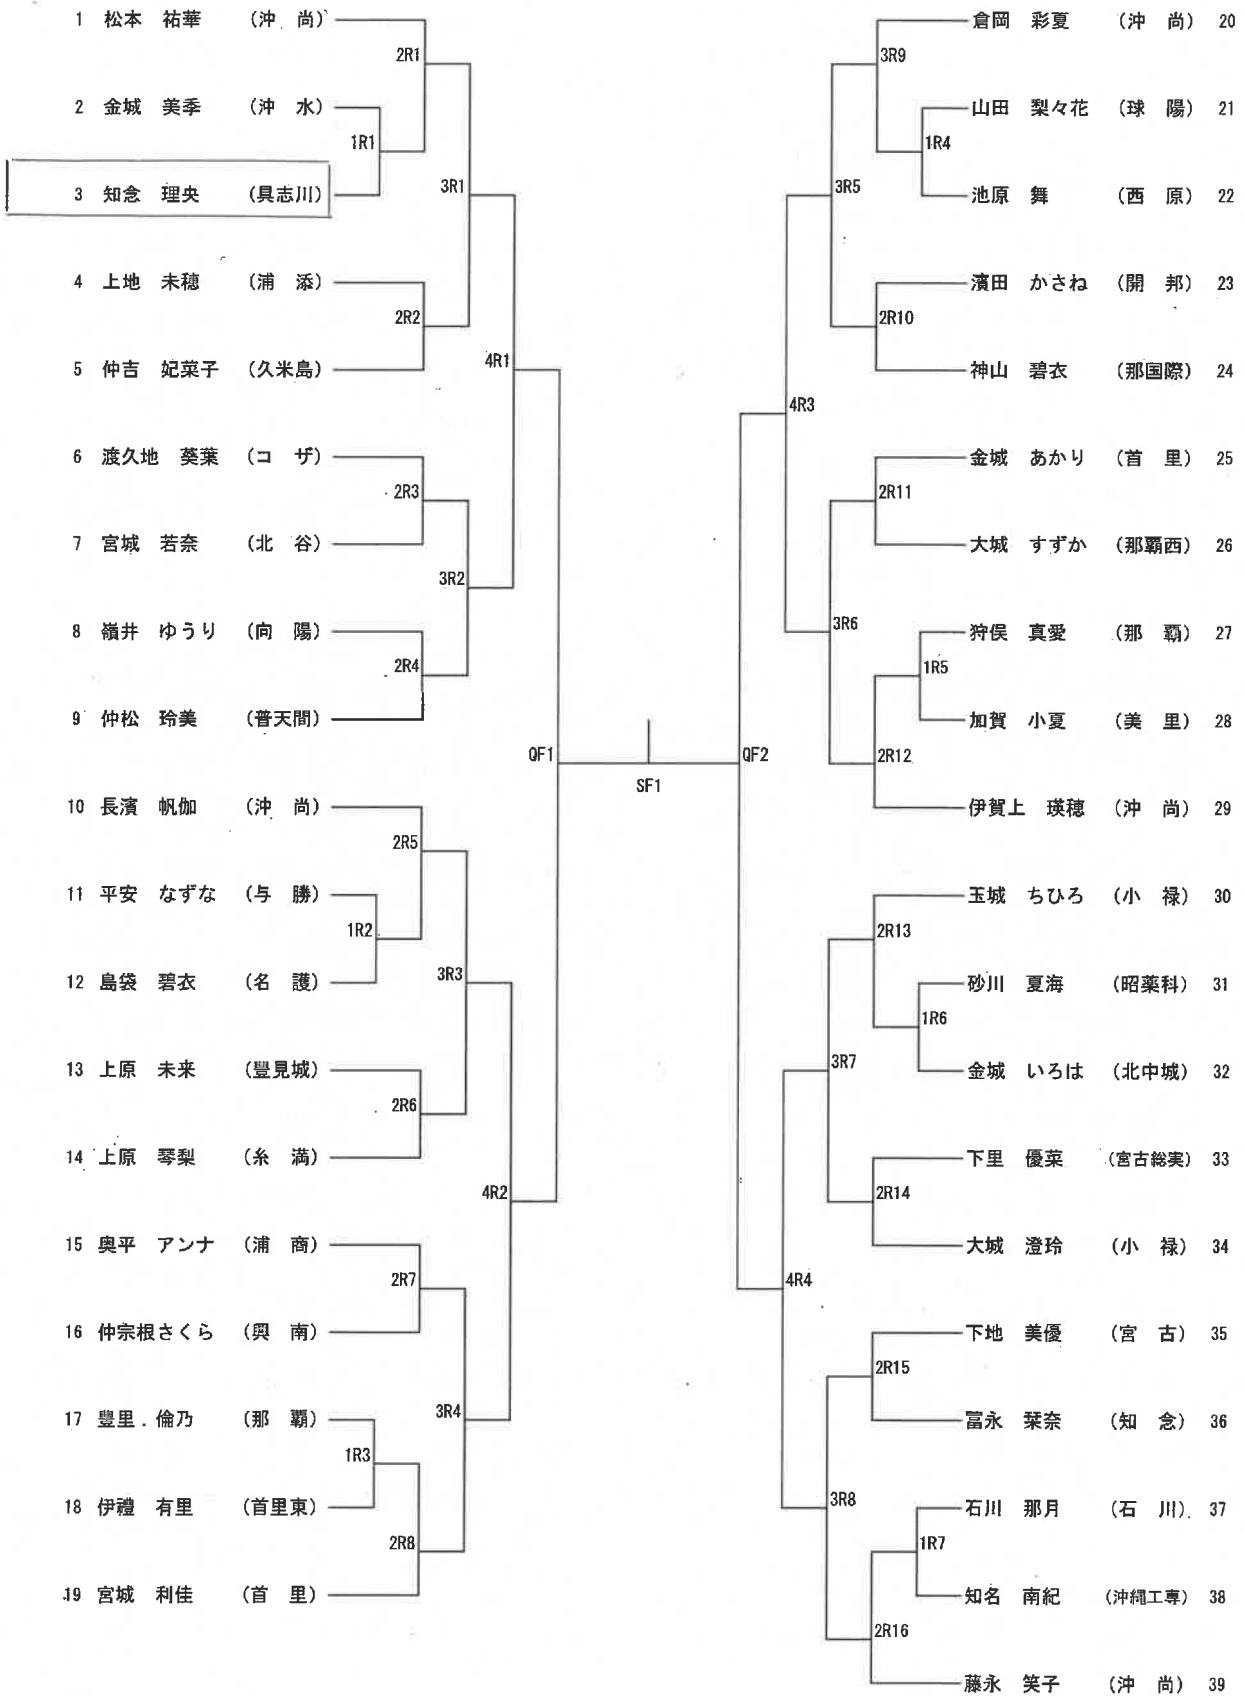 1 松本 祐華 (沖 尚)
2R1
2 金城 美季 (沖 水)
1R1
3 知念 理央 (具志川)
3R1
4 上地 未穂 (浦 添)
2R2
5 仲吉 妃菜子 (久米島)
4R1
6 渡久地 葵葉 (コ ザ)
2R3
7 宮城 若奈 (北 谷)
3R2
8 嶺井 ゆうり (向 陽)
2R4
9 仲松 玲美 (普天間)
QF1
10 長濱 帆伽 (沖 尚)
2R5
11 平安 なずな (与 勝)
1R2
12 島袋 碧衣 (名 護)
3R3
13 上原 未来 (豊見城)
2R6
14 上原 琴梨 (糸 満)
4R2
15 奥平 アンナ (浦 商)
2R7
16 仲宗根さくら (興 南)
3R4
17 豊里 倫乃 (那 覇)
1R3
18 伊禮 有里 (首里東)
2R8
19 宮城 利佳 (首 里)
SF1
倉岡 彩夏 (沖 尚) 20
3R9
山田 梨々花 (球 陽) 21
1R4
池原 舞 (西 原) 22
3R5
濱田 かさね (開 邦) 23
2R10
神山 碧衣 (那国際) 24
4R3
金城 あかり (首 里) 25
2R11
大城 すずか (那覇西) 26
3R6
狩俣 真愛 (那 覇) 27
1R5
加賀 小夏 (美 里) 28
2R12
QF2
伊賀上 瑛穂 (沖 尚) 29
玉城 ちひろ (小 禄) 30
2R13
砂川 夏海 (昭薬科) 31
1R6
金城 いろは (北中城) 32
3R7
下里 優菜 (宮古総実) 33
2R14
大城 澄玲 (小 禄) 34
4R4
下地 美優 (宮 古) 35
2R15
冨永 栞奈 (知 念) 36
3R8
石川 那月 (石 川) 37
1R7
知名 南紀 (沖縄工専) 38
2R16
藤永 笑子 (沖 尚) 39